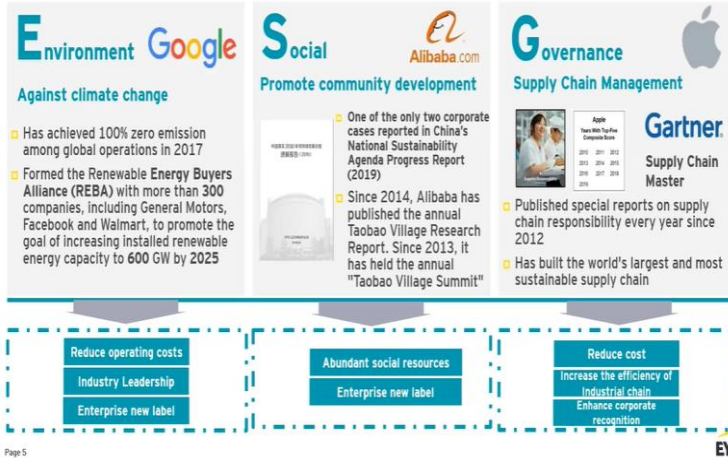 Environment Google
Against climate change
Has achieved 100% zero emission
among global operations in 2017
Formed the Renewable Energy Buyers
Alliance (REBA) with more than 300
companies, including General Motors,
Facebook and Walmart, to promote the
goal of increasing installed renewable
energy capacity to 600 GW by 2025
Social
Alibaba.com
Promote community development
One of the only two corporate
cases reported in China's
National Sustainability
Agenda Progress Report
(2019)
Since 2014, Alibaba has
published the annual
Taobao Village Research
Report. Since 2013, it
has held the annual
"Taobao Village Summit"
Governance
Supply Chain Management
Apple
Years With Top-Five
Composite Score
2010 2011 2012
2013 2014 2015
2016 2017 2018
2019
Gartner
Supply Chain
Master
Published special reports on supply
chain responsibility every year since
2012
Has built the world's largest and most
sustainable supply chain
Reduce operating costs
Industry Leadership
Enterprise new label
Abundant social resources
Enterprise new label
Reduce cost
Increase the efficiency of
Industrial chain
Enhance corporate
recognition
Page 5
EY